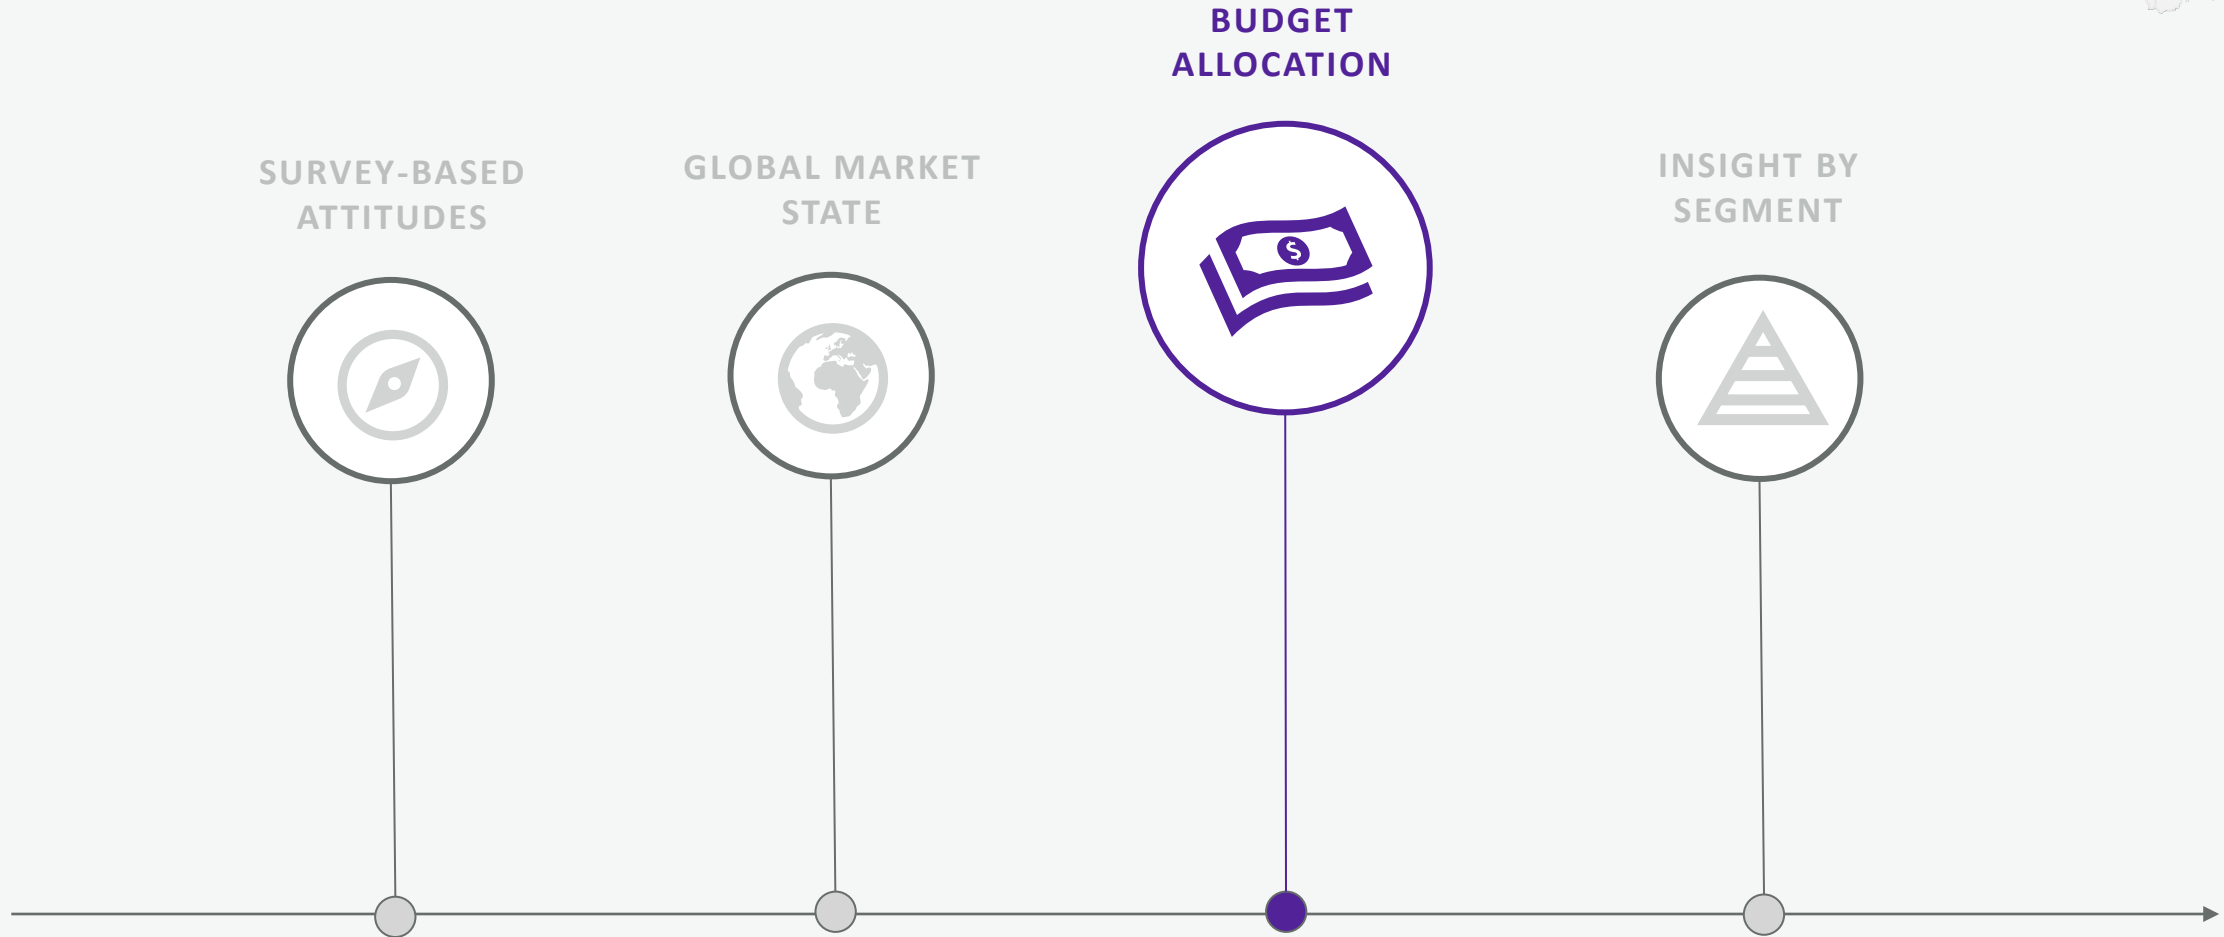 BUDGET
ALLOCATION
SURVEY-BASED
ATTITUDES
GLOBAL MARKET
STATE
INSIGHT BY
SEGMENT
$